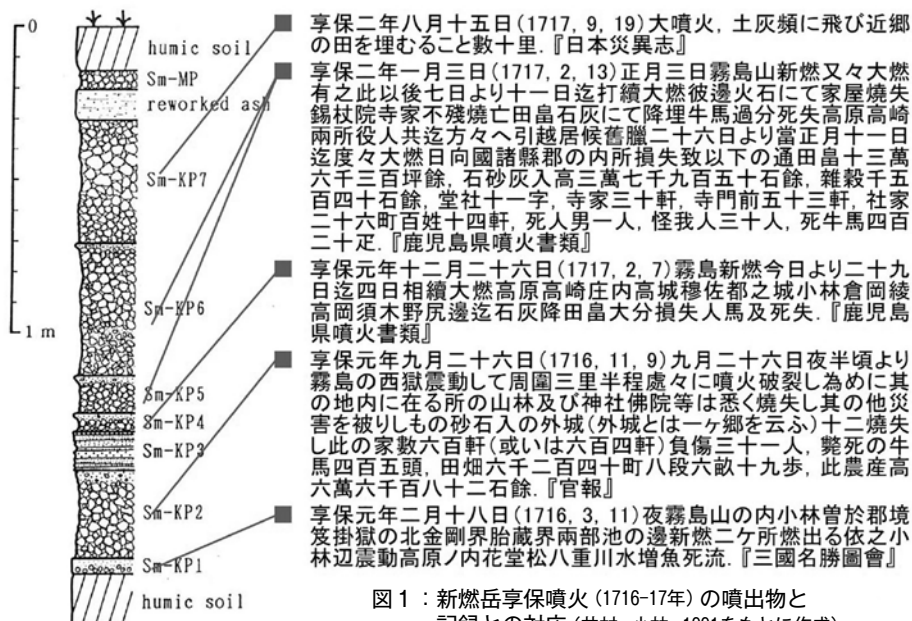 0
humic soil
Sm-MP
reworked ash
Sm-KP7
Sm-KP6
1 m
Sm-KP5
Sm-KP4
Sm-KP3
Sm-KP2
Sm-KP1
humic soil
■ 享保二年八月十五日(1717, 9, 19)大噴火, 土灰頻に飛び近郷
の田を埋むること數十里.『日本災異志』
■ 享保二年一月三日(1717, 2, 13)正月三日霧島山新燃又々大燃
有之此以後七日より十一日迄打續大燃彼邊火石にて家屋燒失
錫杖院寺家不殘燒亡田畠石灰にて降埋牛馬過分死失高原高崎
兩所役人共迄方々へ引越居候舊臘二十六日より當正月十一日
迄度々大燃日向國諸縣郡の内所損失致以下の通田畠十三萬
六千三百坪餘, 石砂灰入高三萬七千九百五十石餘, 雜穀千五
百四十石餘, 堂社十一宇, 寺家三十軒, 寺門前五十三軒, 社家
二十六町百姓十四軒, 死人男一人, 怪我人三十人, 死牛馬四百
二十疋.『鹿児島県噴火書類』
■ 享保元年十二月二十六日(1717, 2, 7)霧島新燃今日より二十九
日迄四日相續大燃高原高崎庄内高城穆佐都之城小林倉岡綾
高岡須木野尻邊迄石灰降田畠大分損失人馬及死失.『鹿児島
県噴火書類』
■ 享保元年九月二十六日(1716, 11, 9)九月二十六日夜半頃より
霧島の西獄震動して周圍三里半程處々に噴火破裂し為めに其
の地内に在る所の山林及び神社佛院等は悉く燒失し其の他災
害を被りしもの砂石入の外城(外城とは一ヶ郷を云ふ)十二燒失
し此の家數六百軒(或いは六百四軒)負傷三十一人, 斃死の牛
馬四百五頭, 田畑六千二百四十町八段六畝十九歩, 此農産高
六萬六千百八十二石餘.『官報』
■ 享保元年二月十八日(1716, 3, 11)夜霧島山の内小林曽於郡境
笈掛獄の北金剛界胎蔵界兩部池の邊新燃二ケ所燃出る依之小
林辺震動高原ノ内花堂松八重川水増魚死流.『三國名勝圖會』
図1：新燃岳享保噴火(1716-17年)の噴出物と